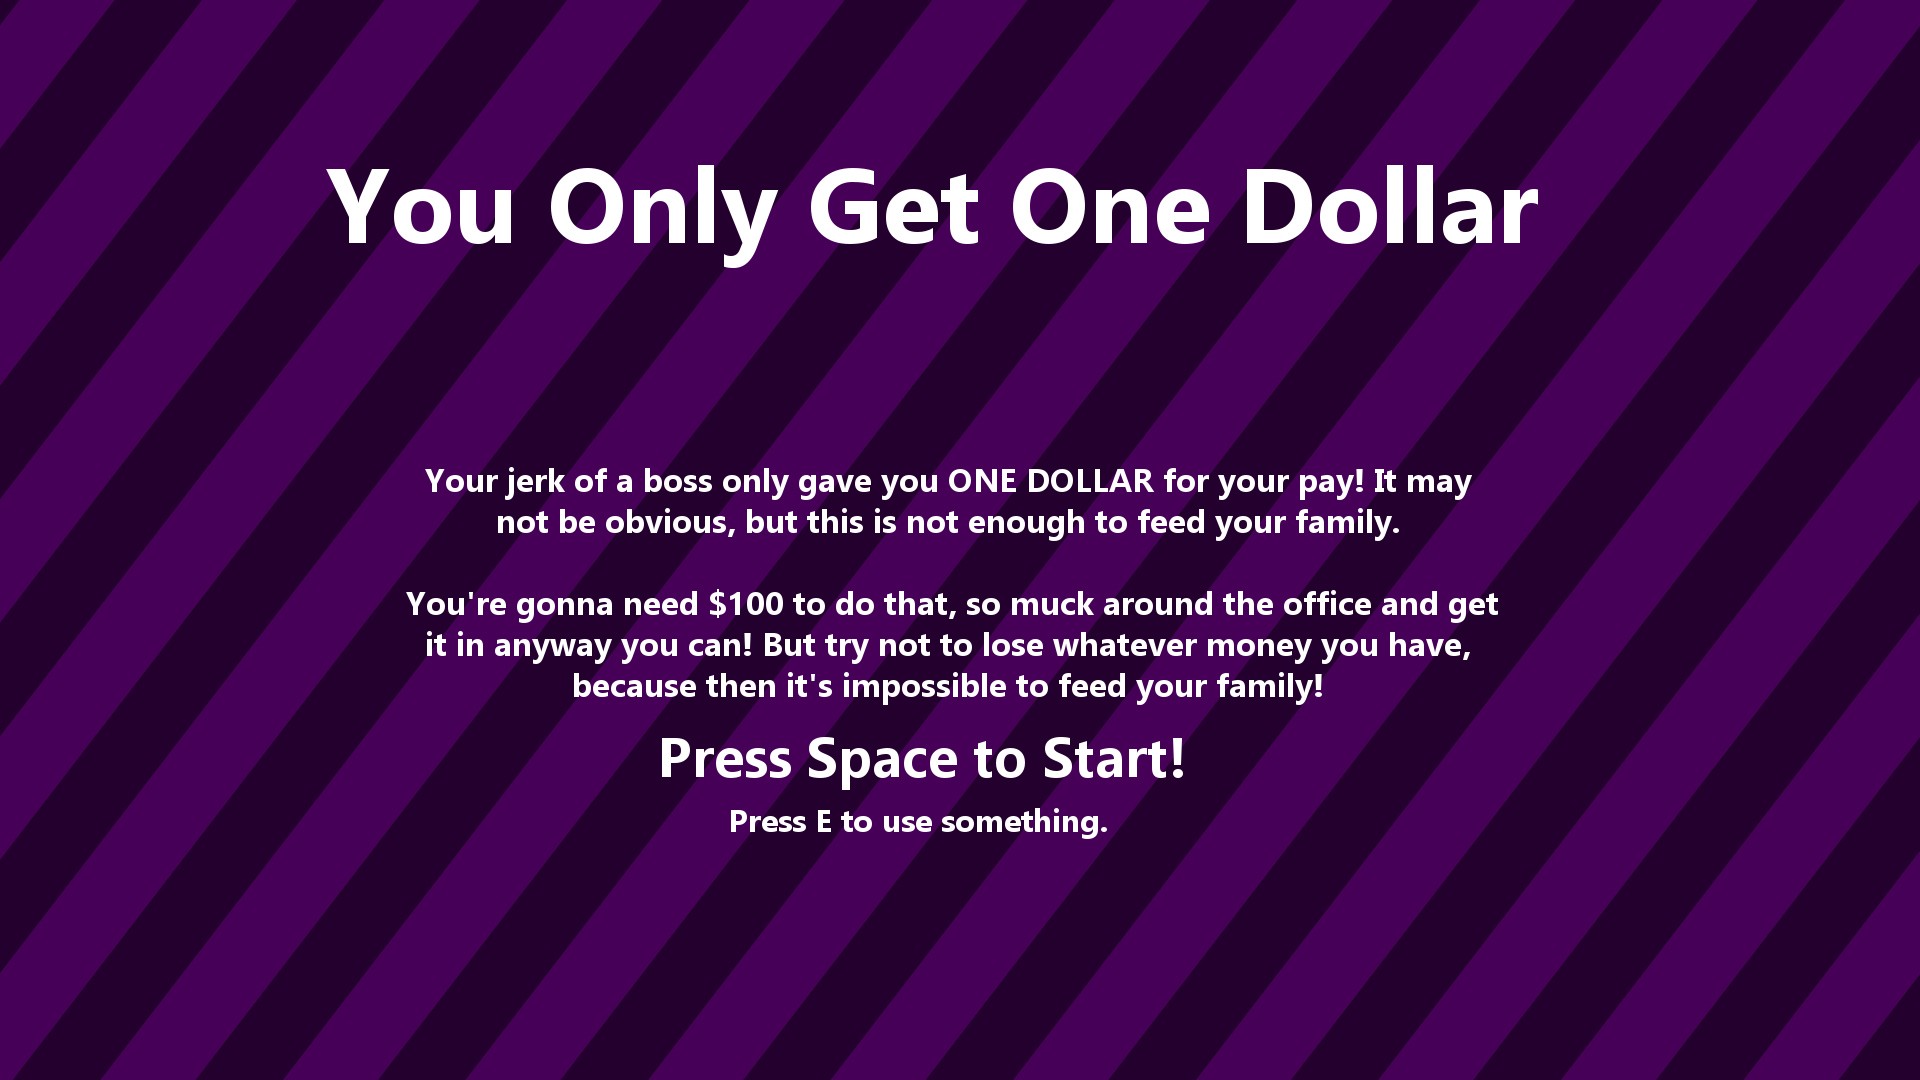 You Only Get One Dollar
Your jerk of a boss only gave you ONE DOLLAR for your pay! It may
not be obvious, but this is not enough to feed your family.
You're gonna need $100 to do that, so muck around the office and get
it in anyway you can! But try not to lose whatever money you have,
because then it's impossible to feed your family!
Press Space to Start!
Press E to use something.